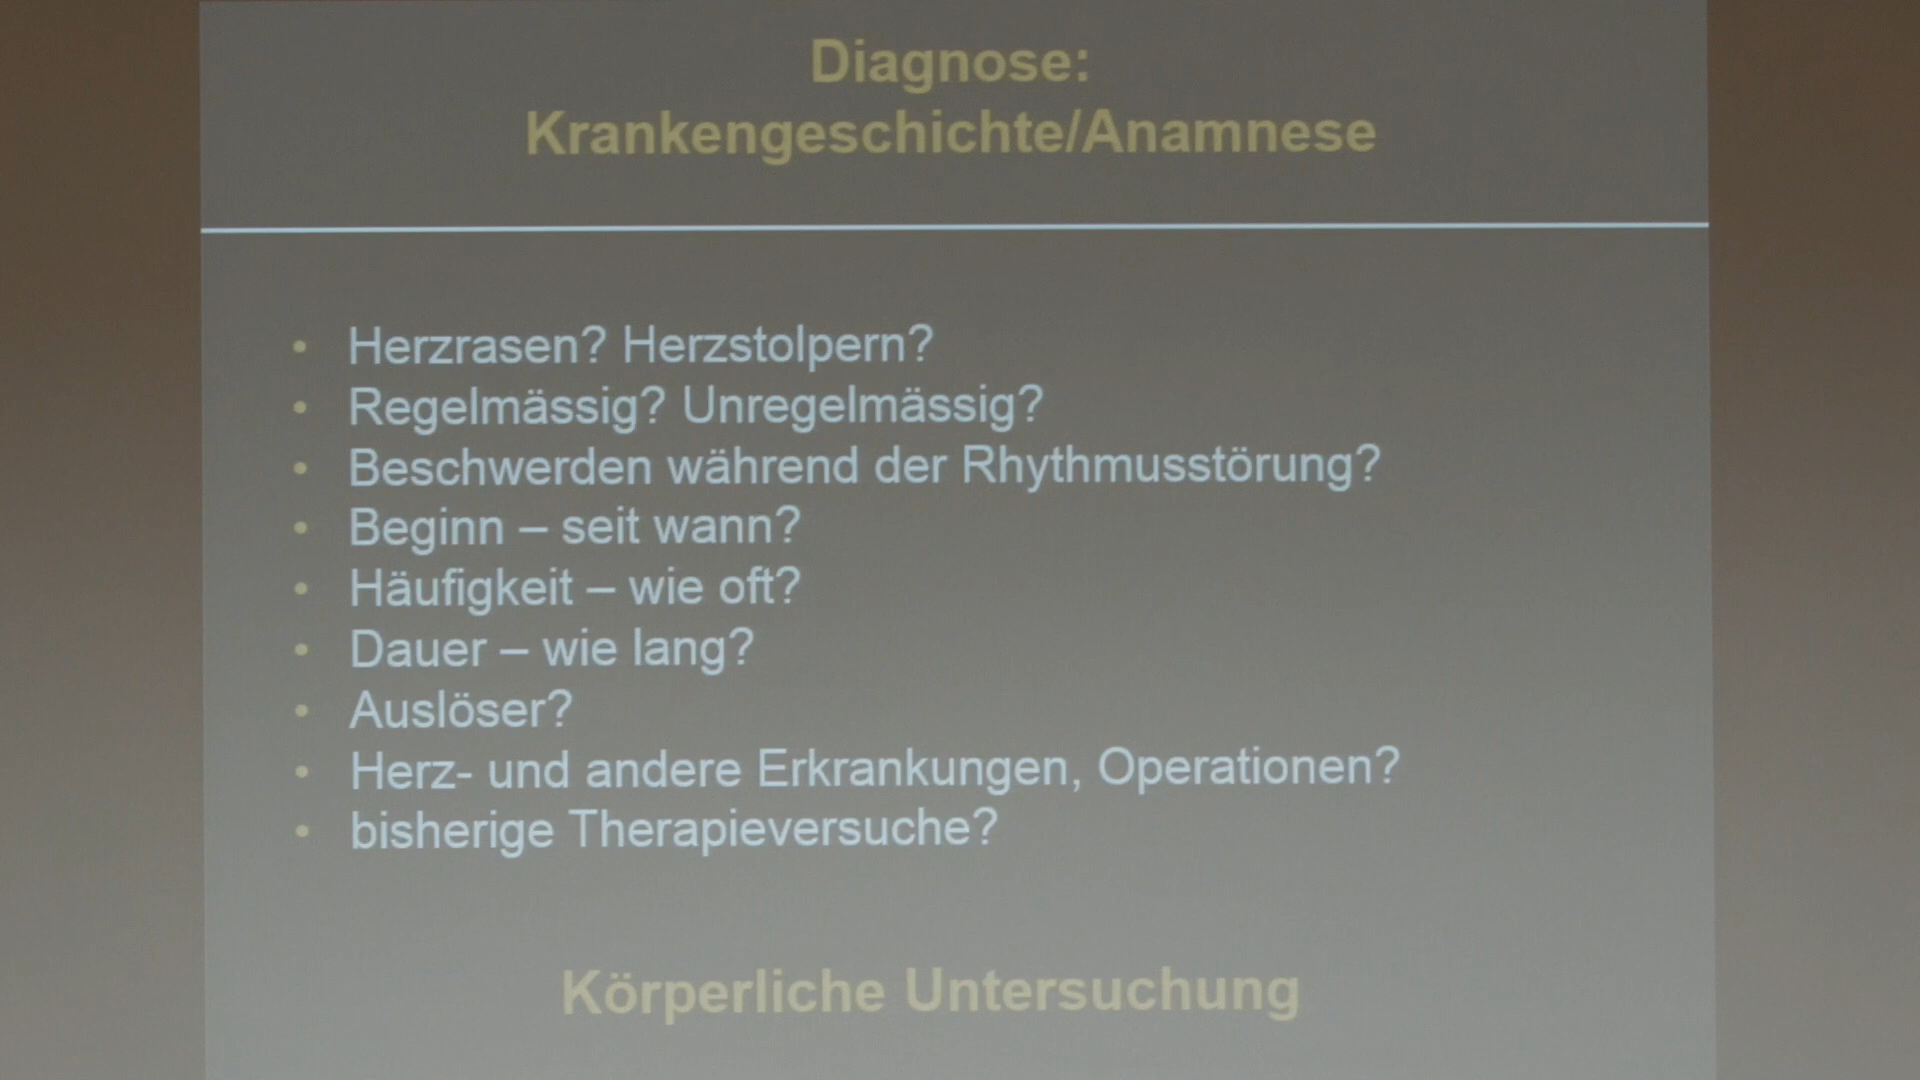 Diagnose:
Krankengeschichte/Anamnese
• Herzrasen? Herzstolpern?
• Regelmässig? Unregelmässig?
• Beschwerden während der Rhythmusstörung?
• Beginn – seit wann?
• Häufigkeit – wie oft?
• Dauer – wie lang?
• Auslöser?
• Herz- und andere Erkrankungen, Operationen?
• bisherige Therapieversuche?
Körperliche Untersuchung